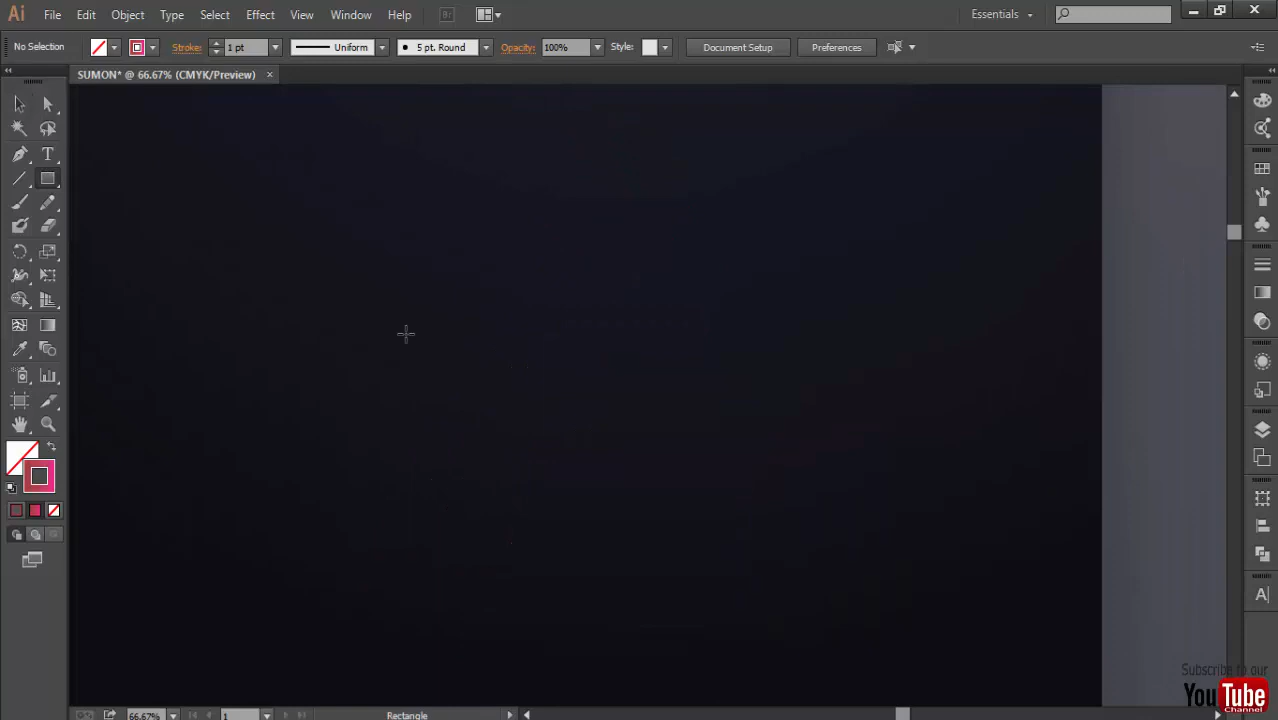 Ai File Edit Object Type Select Effect View Window Help Br Essentials
No Selection Stroke: 1 pt Uniform 5 pt. Round Opacity: 100% Style: Document Setup Preferences
SUMON* @ 66.67% (CMYK/Preview)
T
A
Subscribe to our
YouTube
Channel
66.67% 1 Rectangle